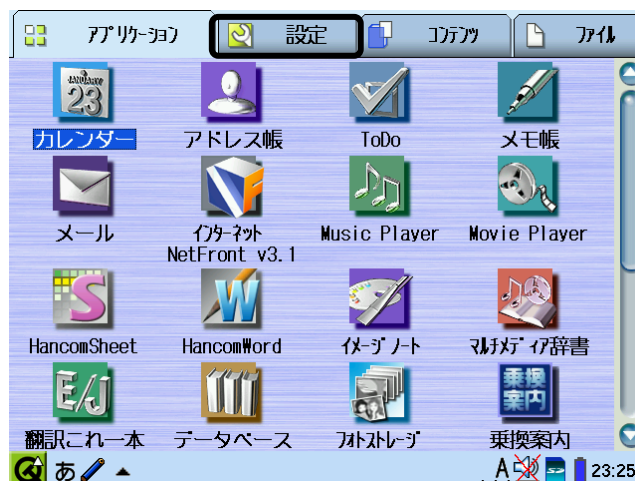 アプリケーション 設定 コンテンツ ファイル
JANUARY
23
カレンダー アドレス帳 ToDo メモ帳
メール インターネット Music Player Movie Player
NetFront v3.1
HancomSheet HancomWord イメージノート マルチメディア辞書
E/J
乗換
案内
翻訳これ一本 データベース フォトストレージ 乗換案内
あ A 23:25